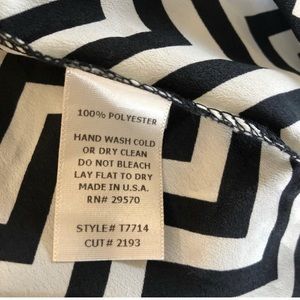 100% POLYESTER
HAND WASH COLD
OR DRY CLEAN
DO NOT BLEACH
LAY FLAT TO DRY
MADE IN U.S.A.
RN# 29570
STYLE# T7714
CUT# 2193